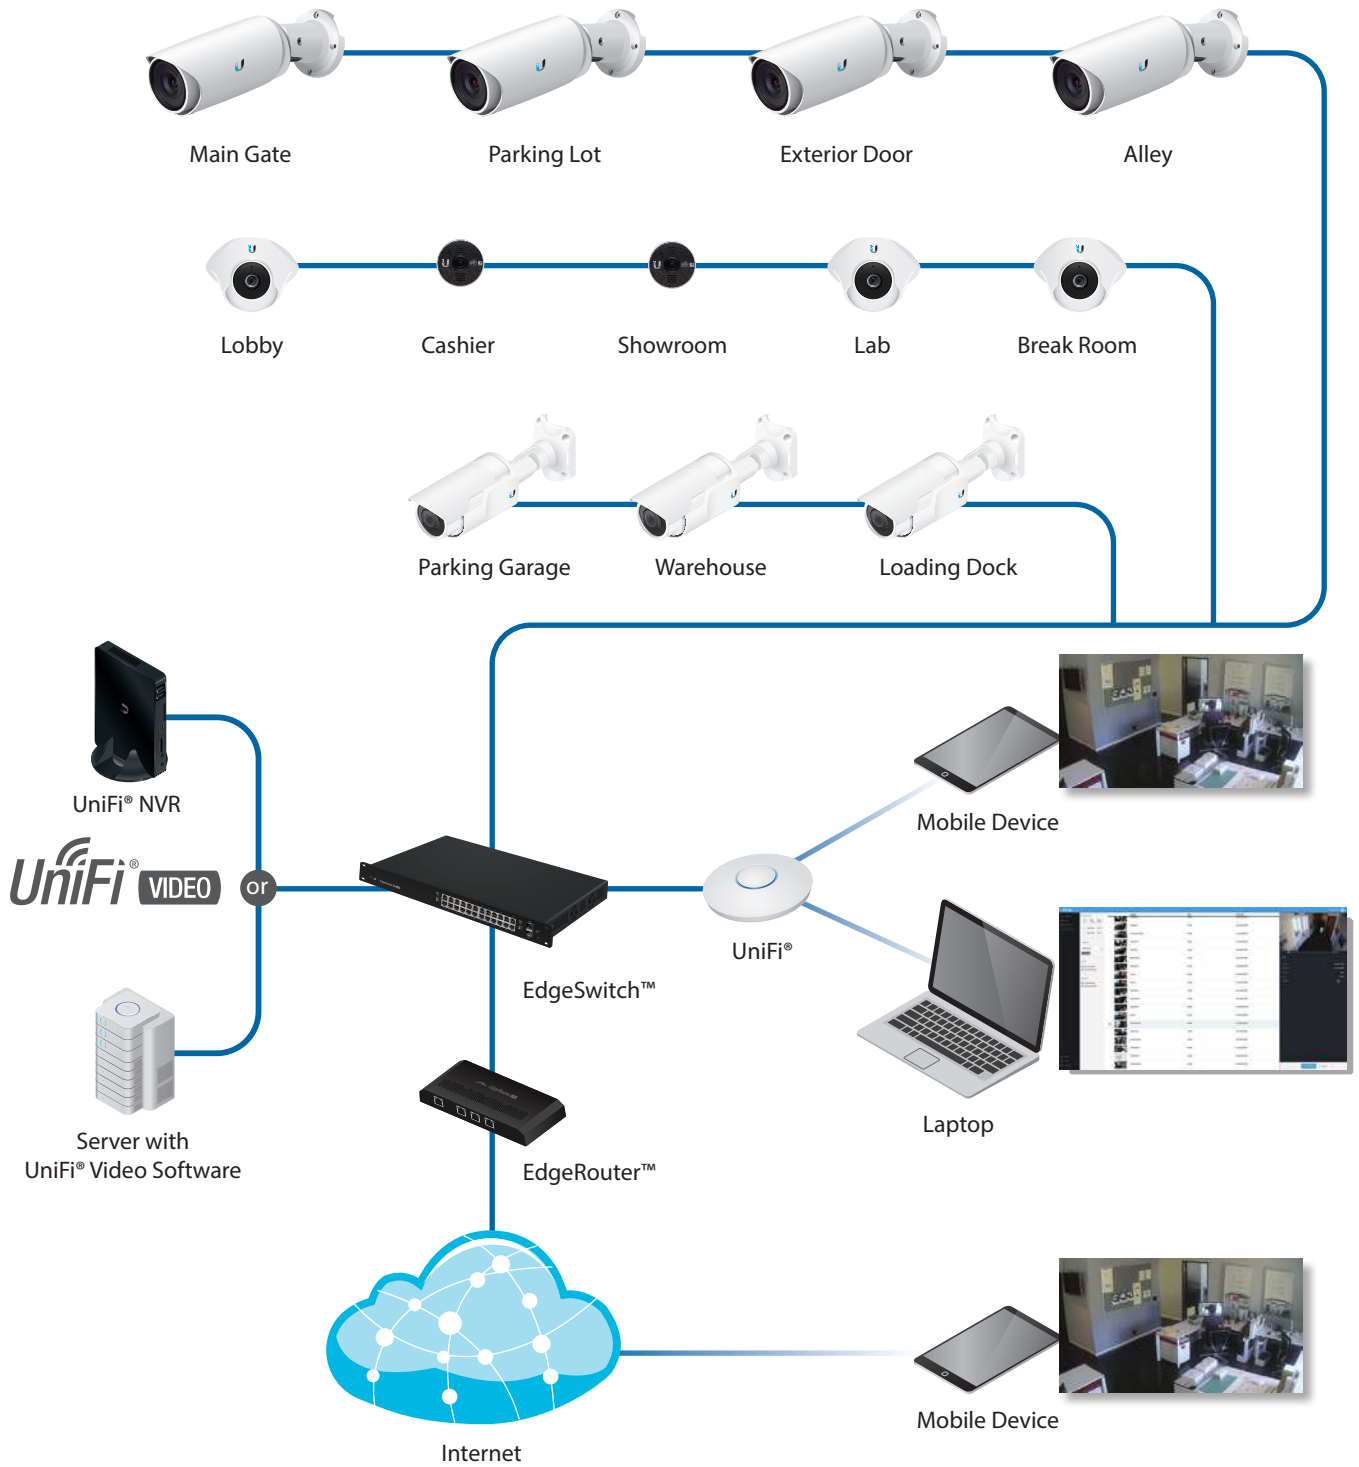 Main Gate
Parking Lot
Exterior Door
Alley
Lobby
Cashier
Showroom
Lab
Break Room
Parking Garage
Warehouse
Loading Dock
UniFi® NVR
Mobile Device
UniFi® VIDEO
or
UniFi®
EdgeSwitch™
Laptop
Server with
UniFi® Video Software
EdgeRouter™
Mobile Device
Internet